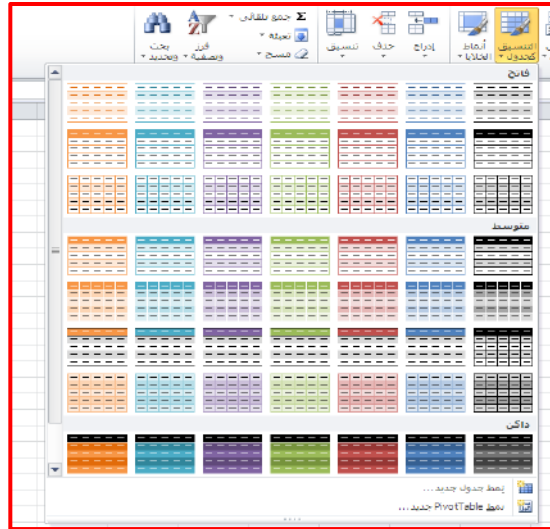 Σ جمع تلقائي
تعبئة
مسح
فرز وتصفية
بحث وتحديد
تنسيق
حذف
إدراج
أنماط الخلايا
التنسيق كجدول
فاتح
متوسط
داكن
نمط جدول جديد...
نمط PivotTable جديد...